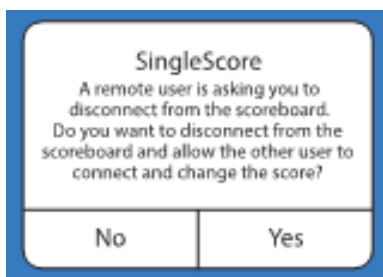 SingleScore
A remote user is asking you to
disconnect from the scoreboard.
Do you want to disconnect from the
scoreboard and allow the other user to
connect and change the score?
No
Yes